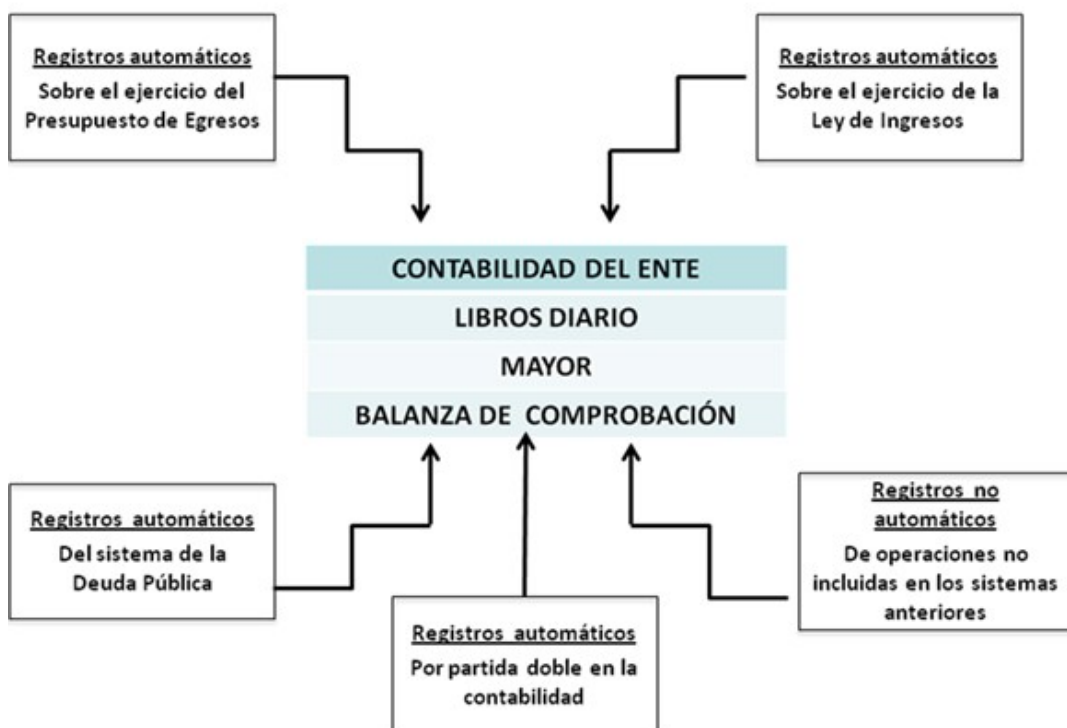 Registros automáticos
Sobre el ejercicio del
Presupuesto de Egresos
Registros automáticos
Sobre el ejercicio de la
Ley de Ingresos
CONTABILIDAD DEL ENTE
LIBROS DIARIO
MAYOR
BALANZA DE COMPROBACIÓN
Registros automáticos
Del sistema de la
Deuda Pública
Registros automáticos
Por partida doble en la
contabilidad
Registros no
automáticos
De operaciones no
incluidas en los sistemas
anteriores